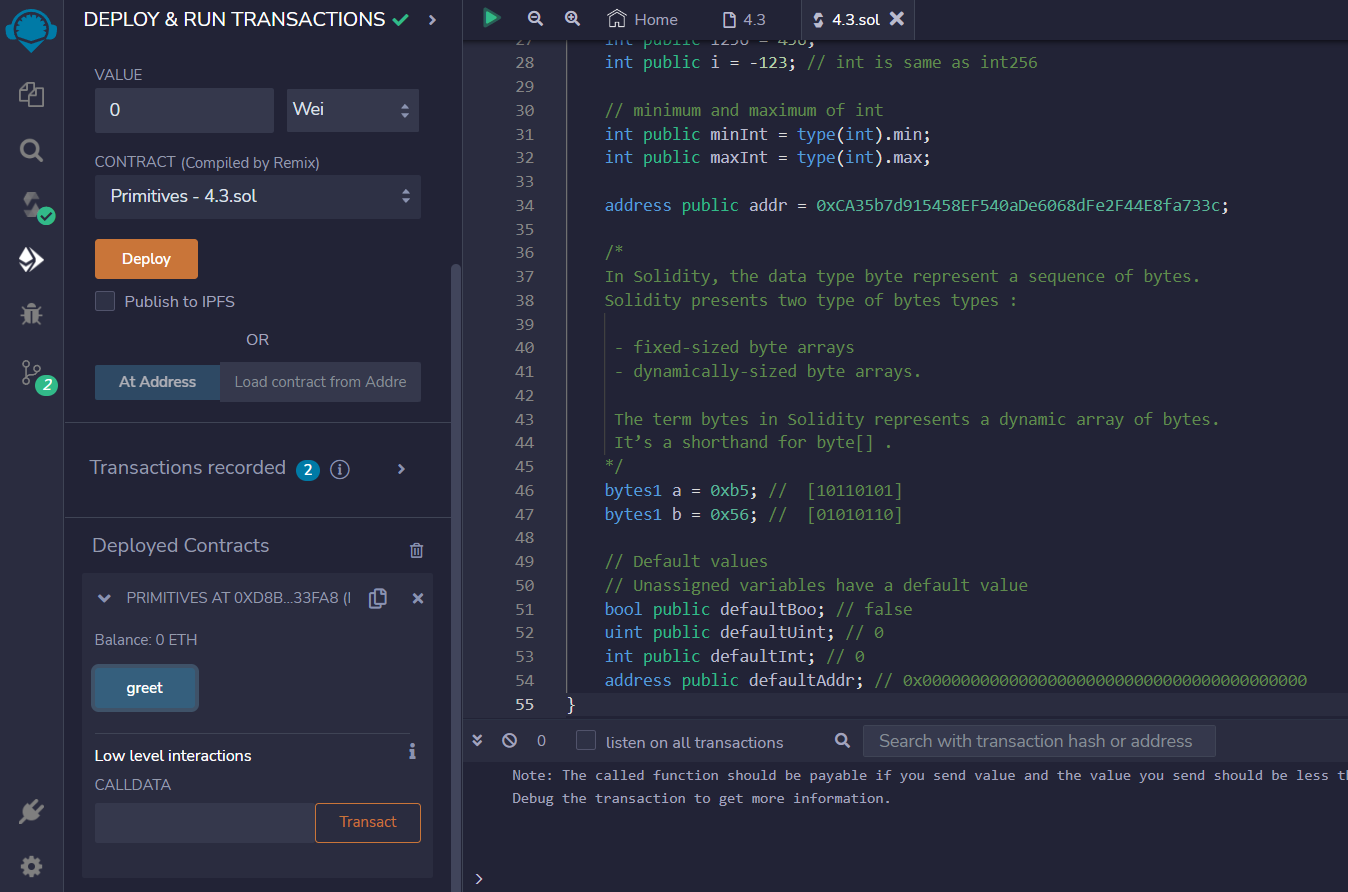 DEPLOY & RUN TRANSACTIONS
VALUE
0
Wei
CONTRACT (Compiled by Remix)
Primitives - 4.3.sol
Deploy
Publish to IPFS
OR
At Address
Load contract from Addre
Transactions recorded 2 i
Deployed Contracts
PRIMITIVES AT 0XD8B...33FA8 (I
Balance: 0 ETH
greet
Low level interactions
CALLDATA
Transact
2
Home
4.3
4.3.sol
27 int public i256 = 456;
28 int public i = -123; // int is same as int256
29
30 // minimum and maximum of int
31 int public minInt = type(int).min;
32 int public maxInt = type(int).max;
33
34 address public addr = 0xCA35b7d915458EF540aDe6068dFe2F44E8fa733c;
35
36 /*
37 In Solidity, the data type byte represent a sequence of bytes.
38 Solidity presents two type of bytes types :
39
40 - fixed-sized byte arrays
41 - dynamically-sized byte arrays.
42
43 The term bytes in Solidity represents a dynamic array of bytes.
44 It’s a shorthand for byte[] .
45 */
46 bytes1 a = 0xb5; //  [10110101]
47 bytes1 b = 0x56; //  [01010110]
48
49 // Default values
50 // Unassigned variables have a default value
51 bool public defaultBoo; // false
52 uint public defaultUint; // 0
53 int public defaultInt; // 0
54 address public defaultAddr; // 0x0000000000000000000000000000000000000000
55 }
0
listen on all transactions
Search with transaction hash or address
Note: The called function should be payable if you send value and the value you send should be less th
Debug the transaction to get more information.
>